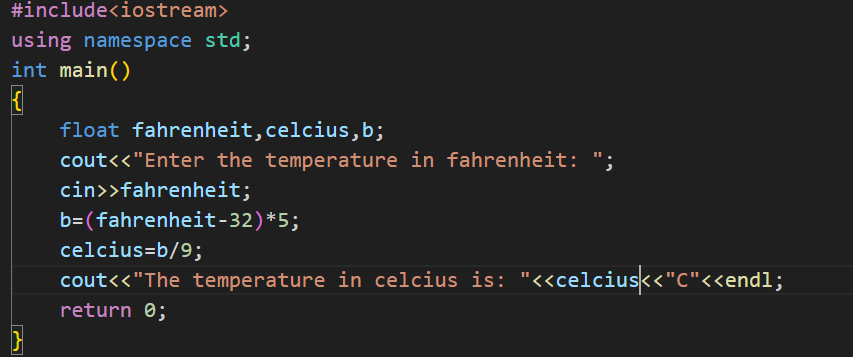 #include<iostream>
using namespace std;
int main()
{
    float fahrenheit,celcius,b;
    cout<<"Enter the temperature in fahrenheit: ";
    cin>>fahrenheit;
    b=(fahrenheit-32)*5;
    celcius=b/9;
    cout<<"The temperature in celcius is: "<<celcius<<"C"<<endl;
    return 0;
}